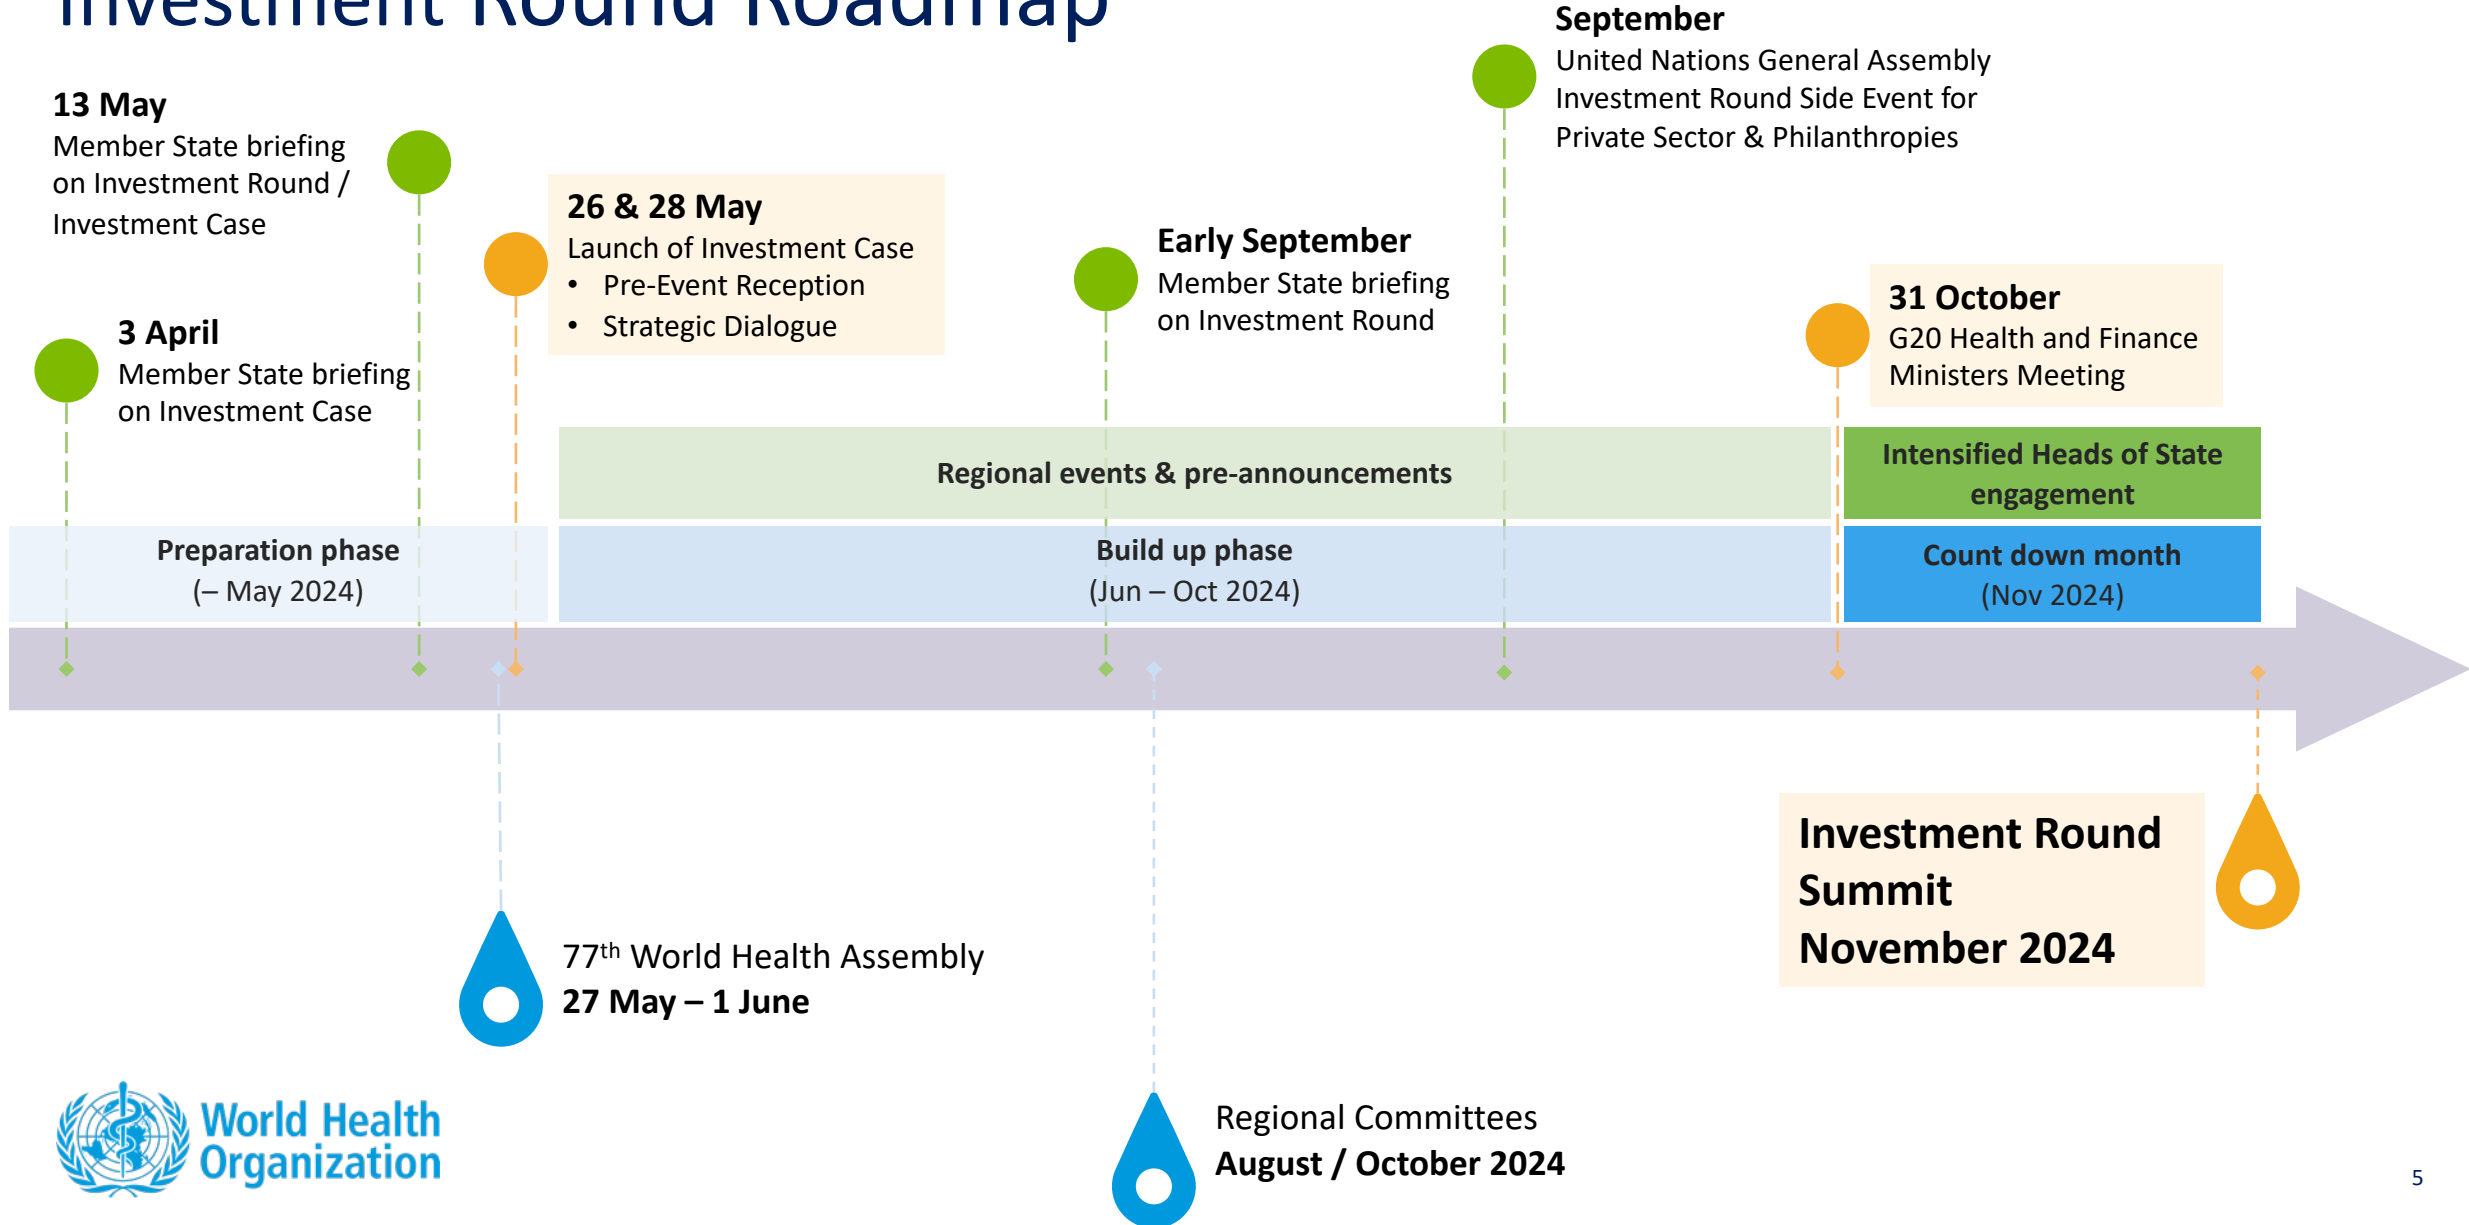 Investment Round Roadmap
September
United Nations General Assembly
Investment Round Side Event for
Private Sector & Philanthropies
13 May
Member State briefing
on Investment Round /
Investment Case
26 & 28 May
Launch of Investment Case
• Pre-Event Reception
• Strategic Dialogue
Early September
Member State briefing
on Investment Round
31 October
G20 Health and Finance
Ministers Meeting
3 April
Member State briefing
on Investment Case
Regional events & pre-announcements
Intensified Heads of State
engagement
Preparation phase
(– May 2024)
Build up phase
(Jun – Oct 2024)
Count down month
(Nov 2024)
Investment Round
Summit
November 2024
77th World Health Assembly
27 May – 1 June
Regional Committees
August / October 2024
World Health
Organization
5